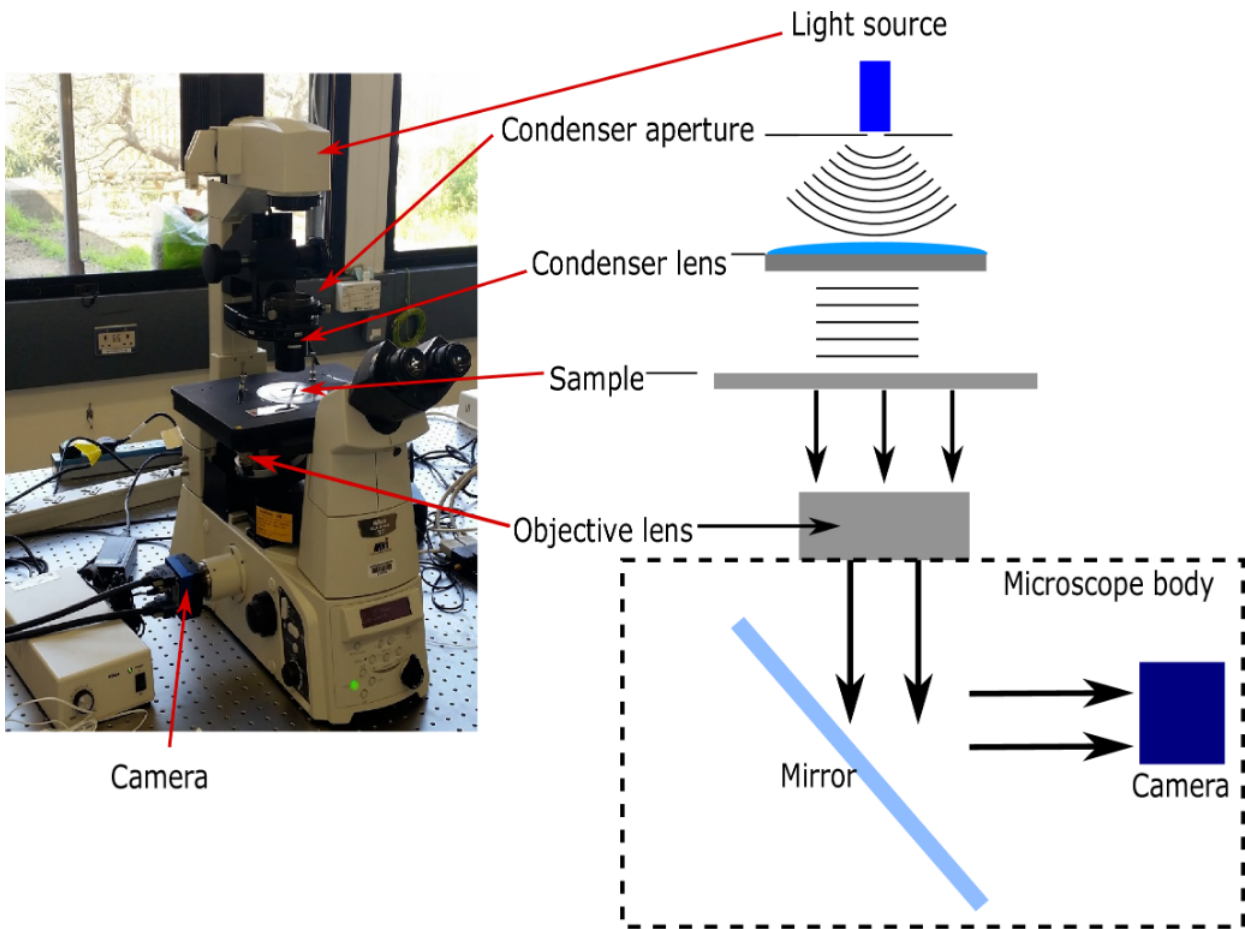 Light source
Condenser aperture
Condenser lens
Sample
Objective lens
Microscope body
Mirror
Camera
Camera